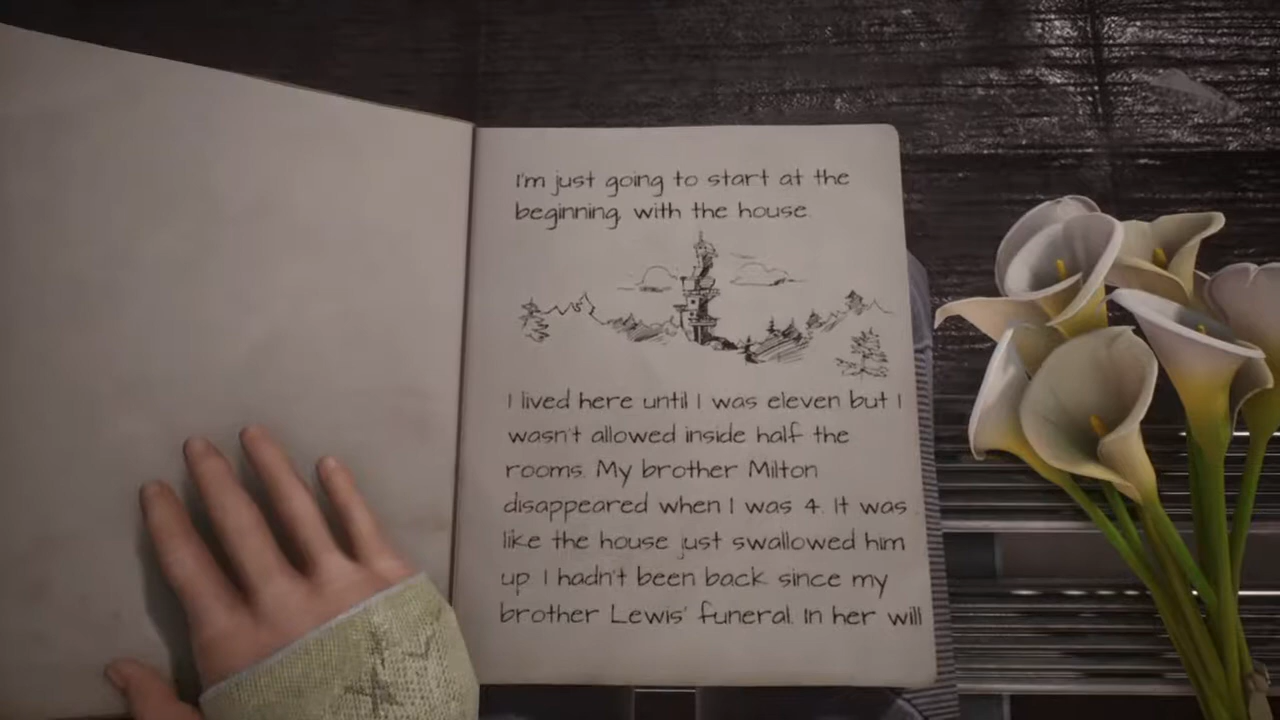 I'm just going to start at the
beginning, with the house.
I lived here until I was eleven but I
wasn't allowed inside half the
rooms. My brother Milton
disappeared when I was 4. It was
like the house just swallowed him
up. I hadn't been back since my
brother Lewis' funeral. In her will